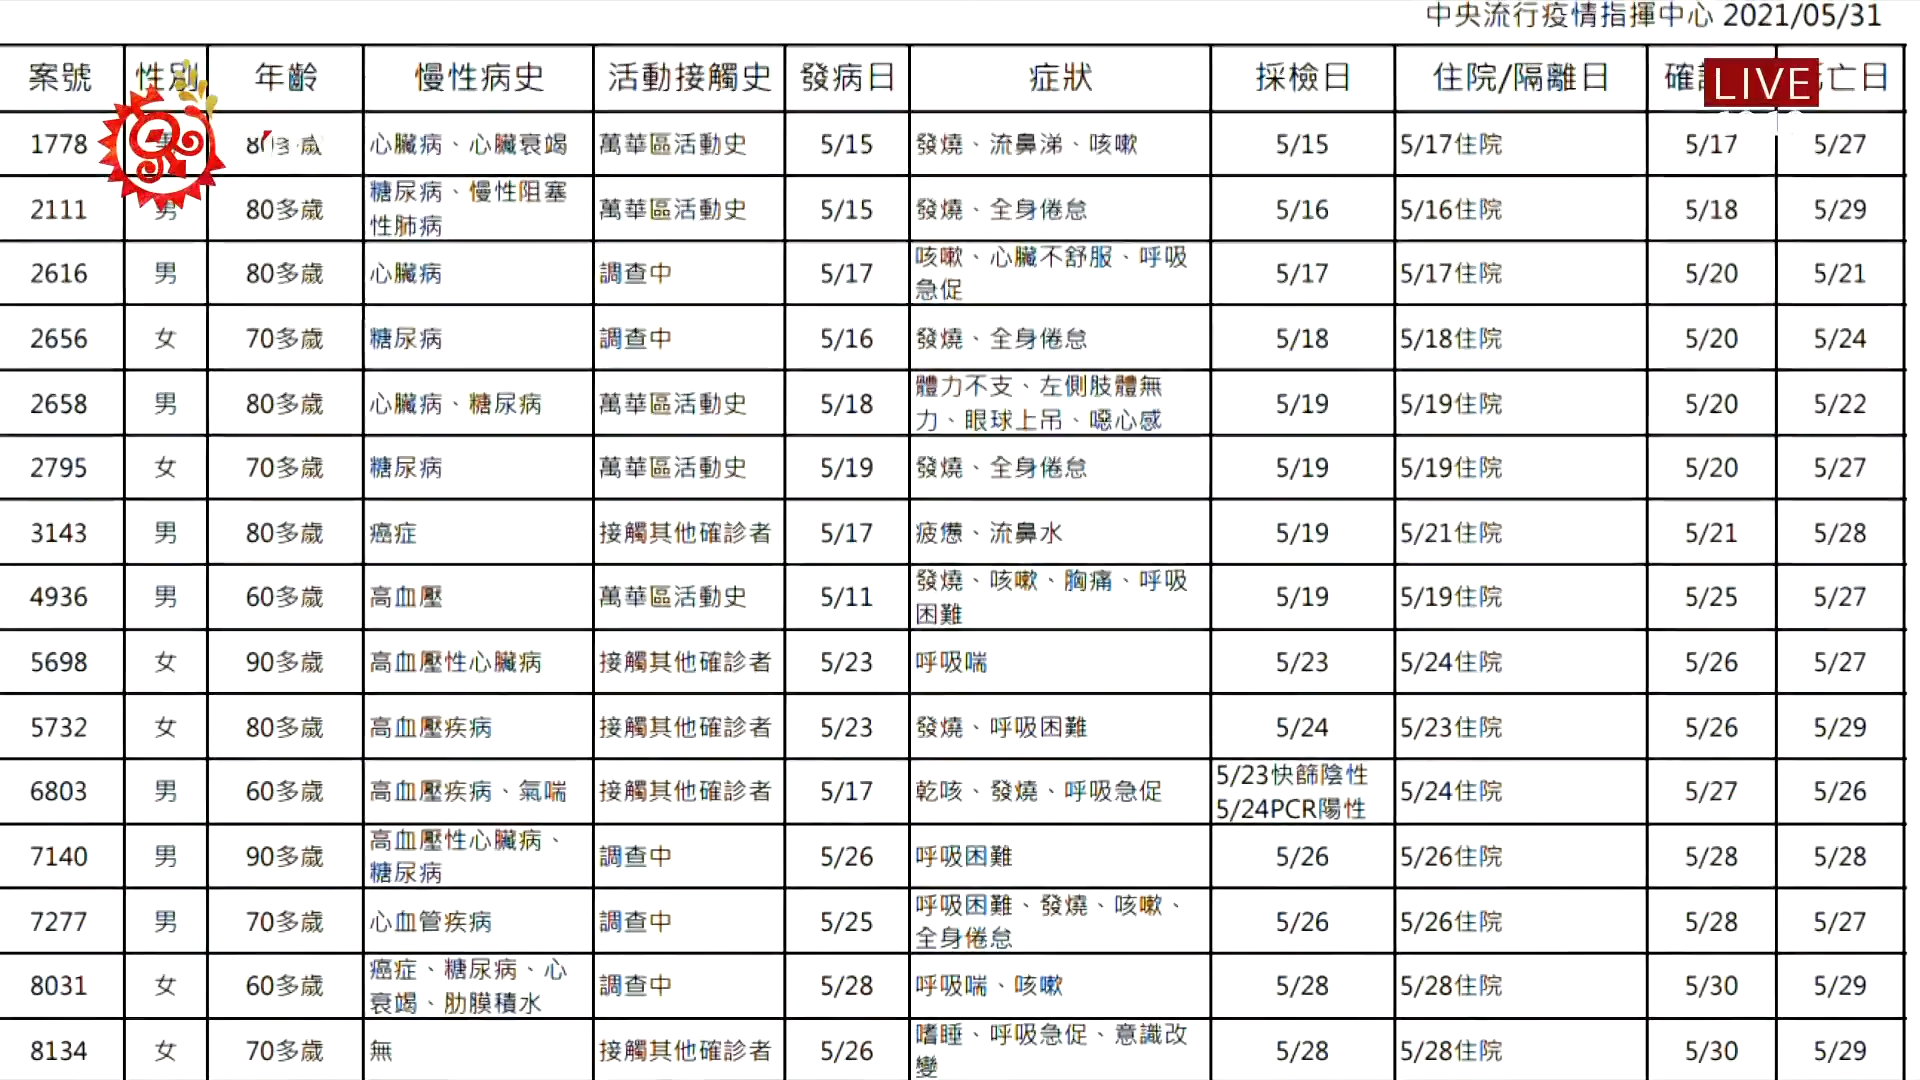 中央流行疫情指揮中心 2021/05/31
案號 性別 年齡 慢性病史 活動接觸史 發病日 症狀 採檢日 住院/隔離日 確 亡日
LIVE
1778 80多歲 心臟病、心臟衰竭 萬華區活動史 5/15 發燒、流鼻涕、咳嗽 5/15 5/17住院 5/17 5/27
2111 男 80多歲 糖尿病、慢性阻塞性肺病 萬華區活動史 5/15 發燒、全身倦怠 5/16 5/16住院 5/18 5/29
2616 男 80多歲 心臟病 調查中 5/17 咳嗽、心臟不舒服、呼吸急促 5/17 5/17住院 5/20 5/21
2656 女 70多歲 糖尿病 調查中 5/16 發燒、全身倦怠 5/18 5/18住院 5/20 5/24
2658 男 80多歲 心臟病、糖尿病 萬華區活動史 5/18 體力不支、左側肢體無力、眼球上吊、噁心感 5/19 5/19住院 5/20 5/22
2795 女 70多歲 糖尿病 萬華區活動史 5/19 發燒、全身倦怠 5/19 5/19住院 5/20 5/27
3143 男 80多歲 癌症 接觸其他確診者 5/17 疲憊、流鼻水 5/19 5/21住院 5/21 5/28
4936 男 60多歲 高血壓 萬華區活動史 5/11 發燒、咳嗽、胸痛、呼吸困難 5/19 5/19住院 5/25 5/27
5698 女 90多歲 高血壓性心臟病 接觸其他確診者 5/23 呼吸喘 5/23 5/24住院 5/26 5/27
5732 女 80多歲 高血壓疾病 接觸其他確診者 5/23 發燒、呼吸困難 5/24 5/23住院 5/26 5/29
6803 男 60多歲 高血壓疾病、氣喘 接觸其他確診者 5/17 乾咳、發燒、呼吸急促 5/23快篩陰性 5/24PCR陽性 5/24住院 5/27 5/26
7140 男 90多歲 高血壓性心臟病、糖尿病 調查中 5/26 呼吸困難 5/26 5/26住院 5/28 5/28
7277 男 70多歲 心血管疾病 調查中 5/25 呼吸困難、發燒、咳嗽、全身倦怠 5/26 5/26住院 5/28 5/27
8031 女 60多歲 癌症、糖尿病、心衰竭、肋膜積水 調查中 5/28 呼吸喘、咳嗽 5/28 5/28住院 5/30 5/29
8134 女 70多歲 無 接觸其他確診者 5/26 嗜睡、呼吸急促、意識改變 5/28 5/28住院 5/30 5/29